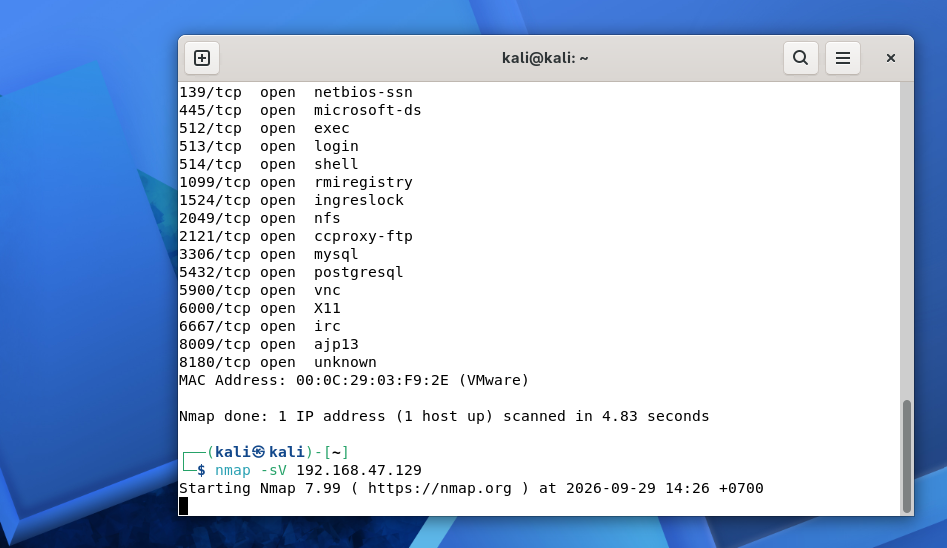 kali@kali: ~
139/tcp  open  netbios-ssn
445/tcp  open  microsoft-ds
512/tcp  open  exec
513/tcp  open  login
514/tcp  open  shell
1099/tcp open  rmiregistry
1524/tcp open  ingreslock
2049/tcp open  nfs
2121/tcp open  ccproxy-ftp
3306/tcp open  mysql
5432/tcp open  postgresql
5900/tcp open  vnc
6000/tcp open  X11
6667/tcp open  irc
8009/tcp open  ajp13
8180/tcp open  unknown
MAC Address: 00:0C:29:03:F9:2E (VMware)
Nmap done: 1 IP address (1 host up) scanned in 4.83 seconds
┌──(kali㉿kali)-[~]
└─$ nmap -sV 192.168.47.129
Starting Nmap 7.99 ( https://nmap.org ) at 2026-09-29 14:26 +0700